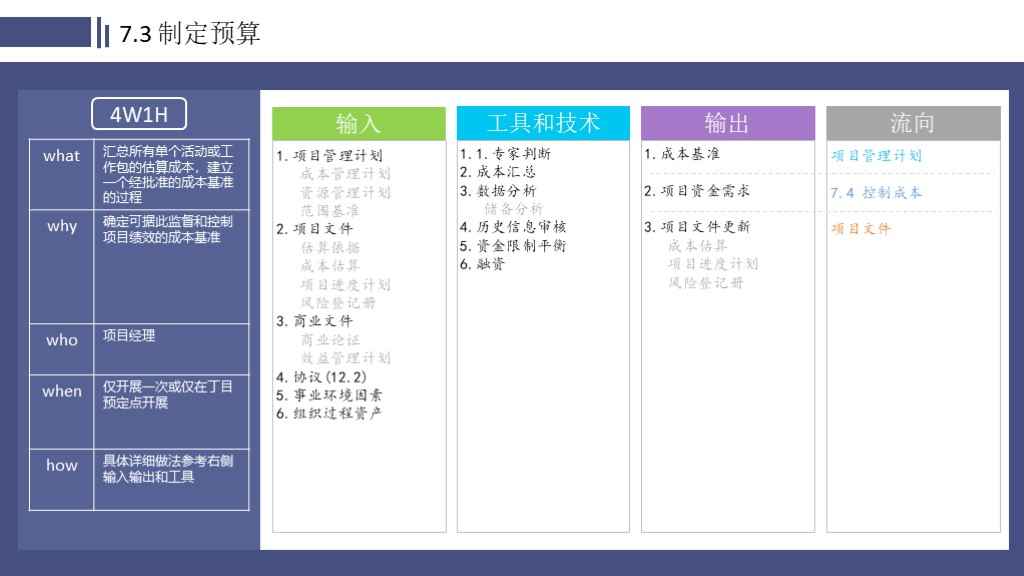 7.3 制定预算
4W1H
what
汇总所有单个活动或工
作包的估算成本，建立
一个经批准的成本基准
的过程
why
确定可据此监督和控制
项目绩效的成本基准
who
项目经理
when
仅开展一次或仅在丁目
预定点开展
how
具体详细做法参考右侧
输入输出和工具
输入
1.项目管理计划
成本管理计划
资源管理计划
范围基准
2.项目文件
估算依据
成本估算
项目进度计划
风险登记册
3.商业文件
商业论证
效益管理计划
4.协议(12.2)
5.事业环境因素
6.组织过程资产
工具和技术
1.1.专家判断
2.成本汇总
3.数据分析
储备分析
4.历史信息审核
5.资金限制平衡
6.融资
输出
1.成本基准
2.项目资金需求
3.项目文件更新
成本估算
项目进度计划
风险登记册
流向
项目管理计划
7.4 控制成本
项目文件